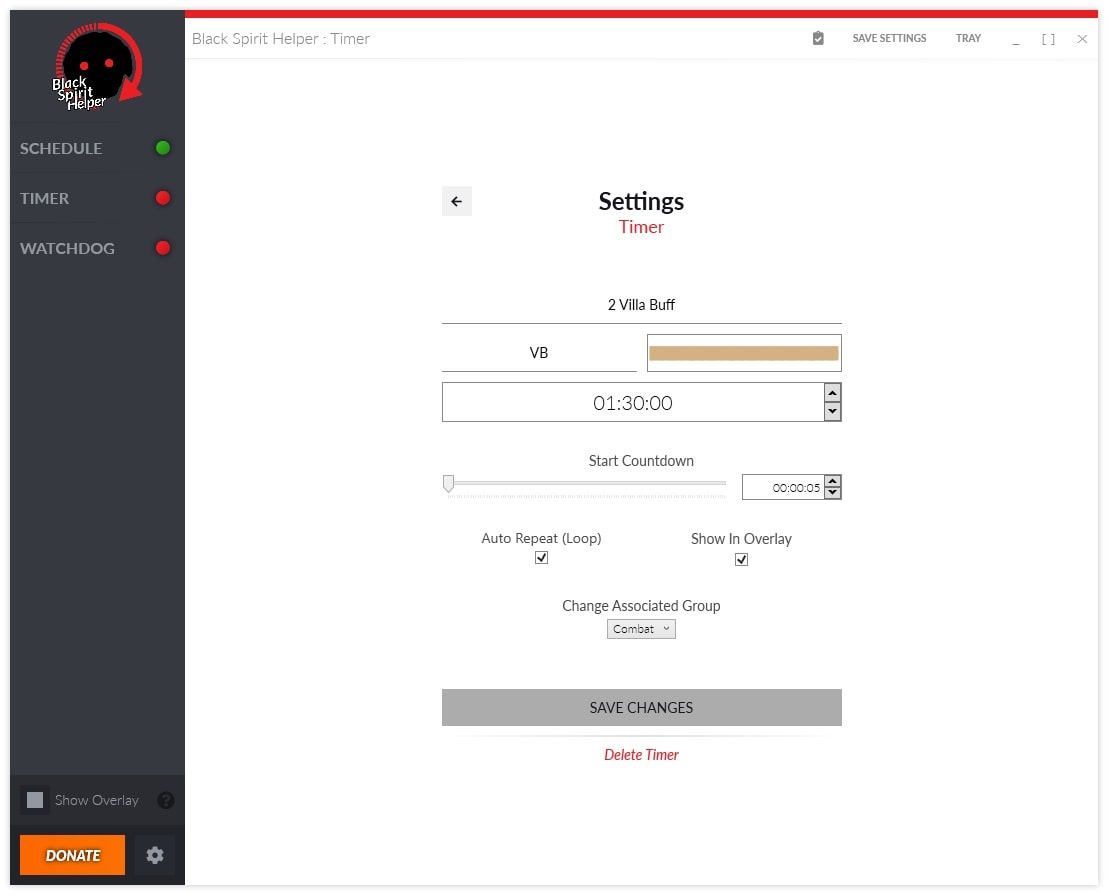 Black
Spirit
Helper
Black Spirit Helper : Timer
SAVE SETTINGS
TRAY
SCHEDULE
TIMER
WATCHDOG
Settings
Timer
2 Villa Buff
VB
01:30:00
Start Countdown
00:00:05
Auto Repeat (Loop)
Show In Overlay
Change Associated Group
Combat
SAVE CHANGES
Delete Timer
Show Overlay
?
DONATE